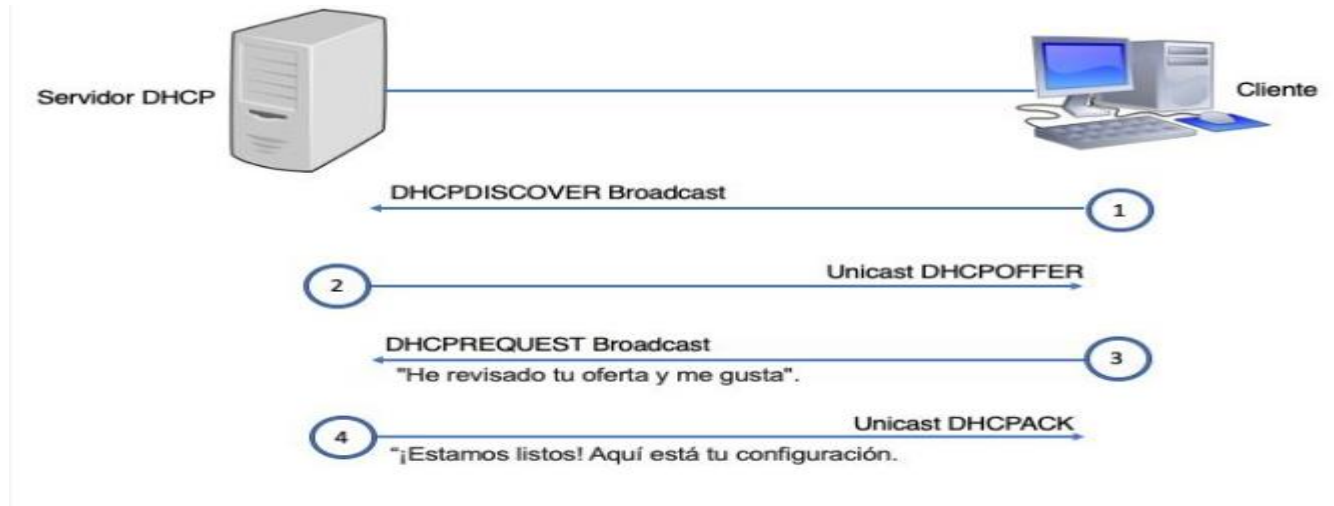 Servidor DHCP
Cliente
DHCPDISCOVER Broadcast
1
Unicast DHCPOFFER
2
DHCPREQUEST Broadcast
3
"He revisado tu oferta y me gusta".
Unicast DHCPACK
4
"¡Estamos listos! Aquí está tu configuración.